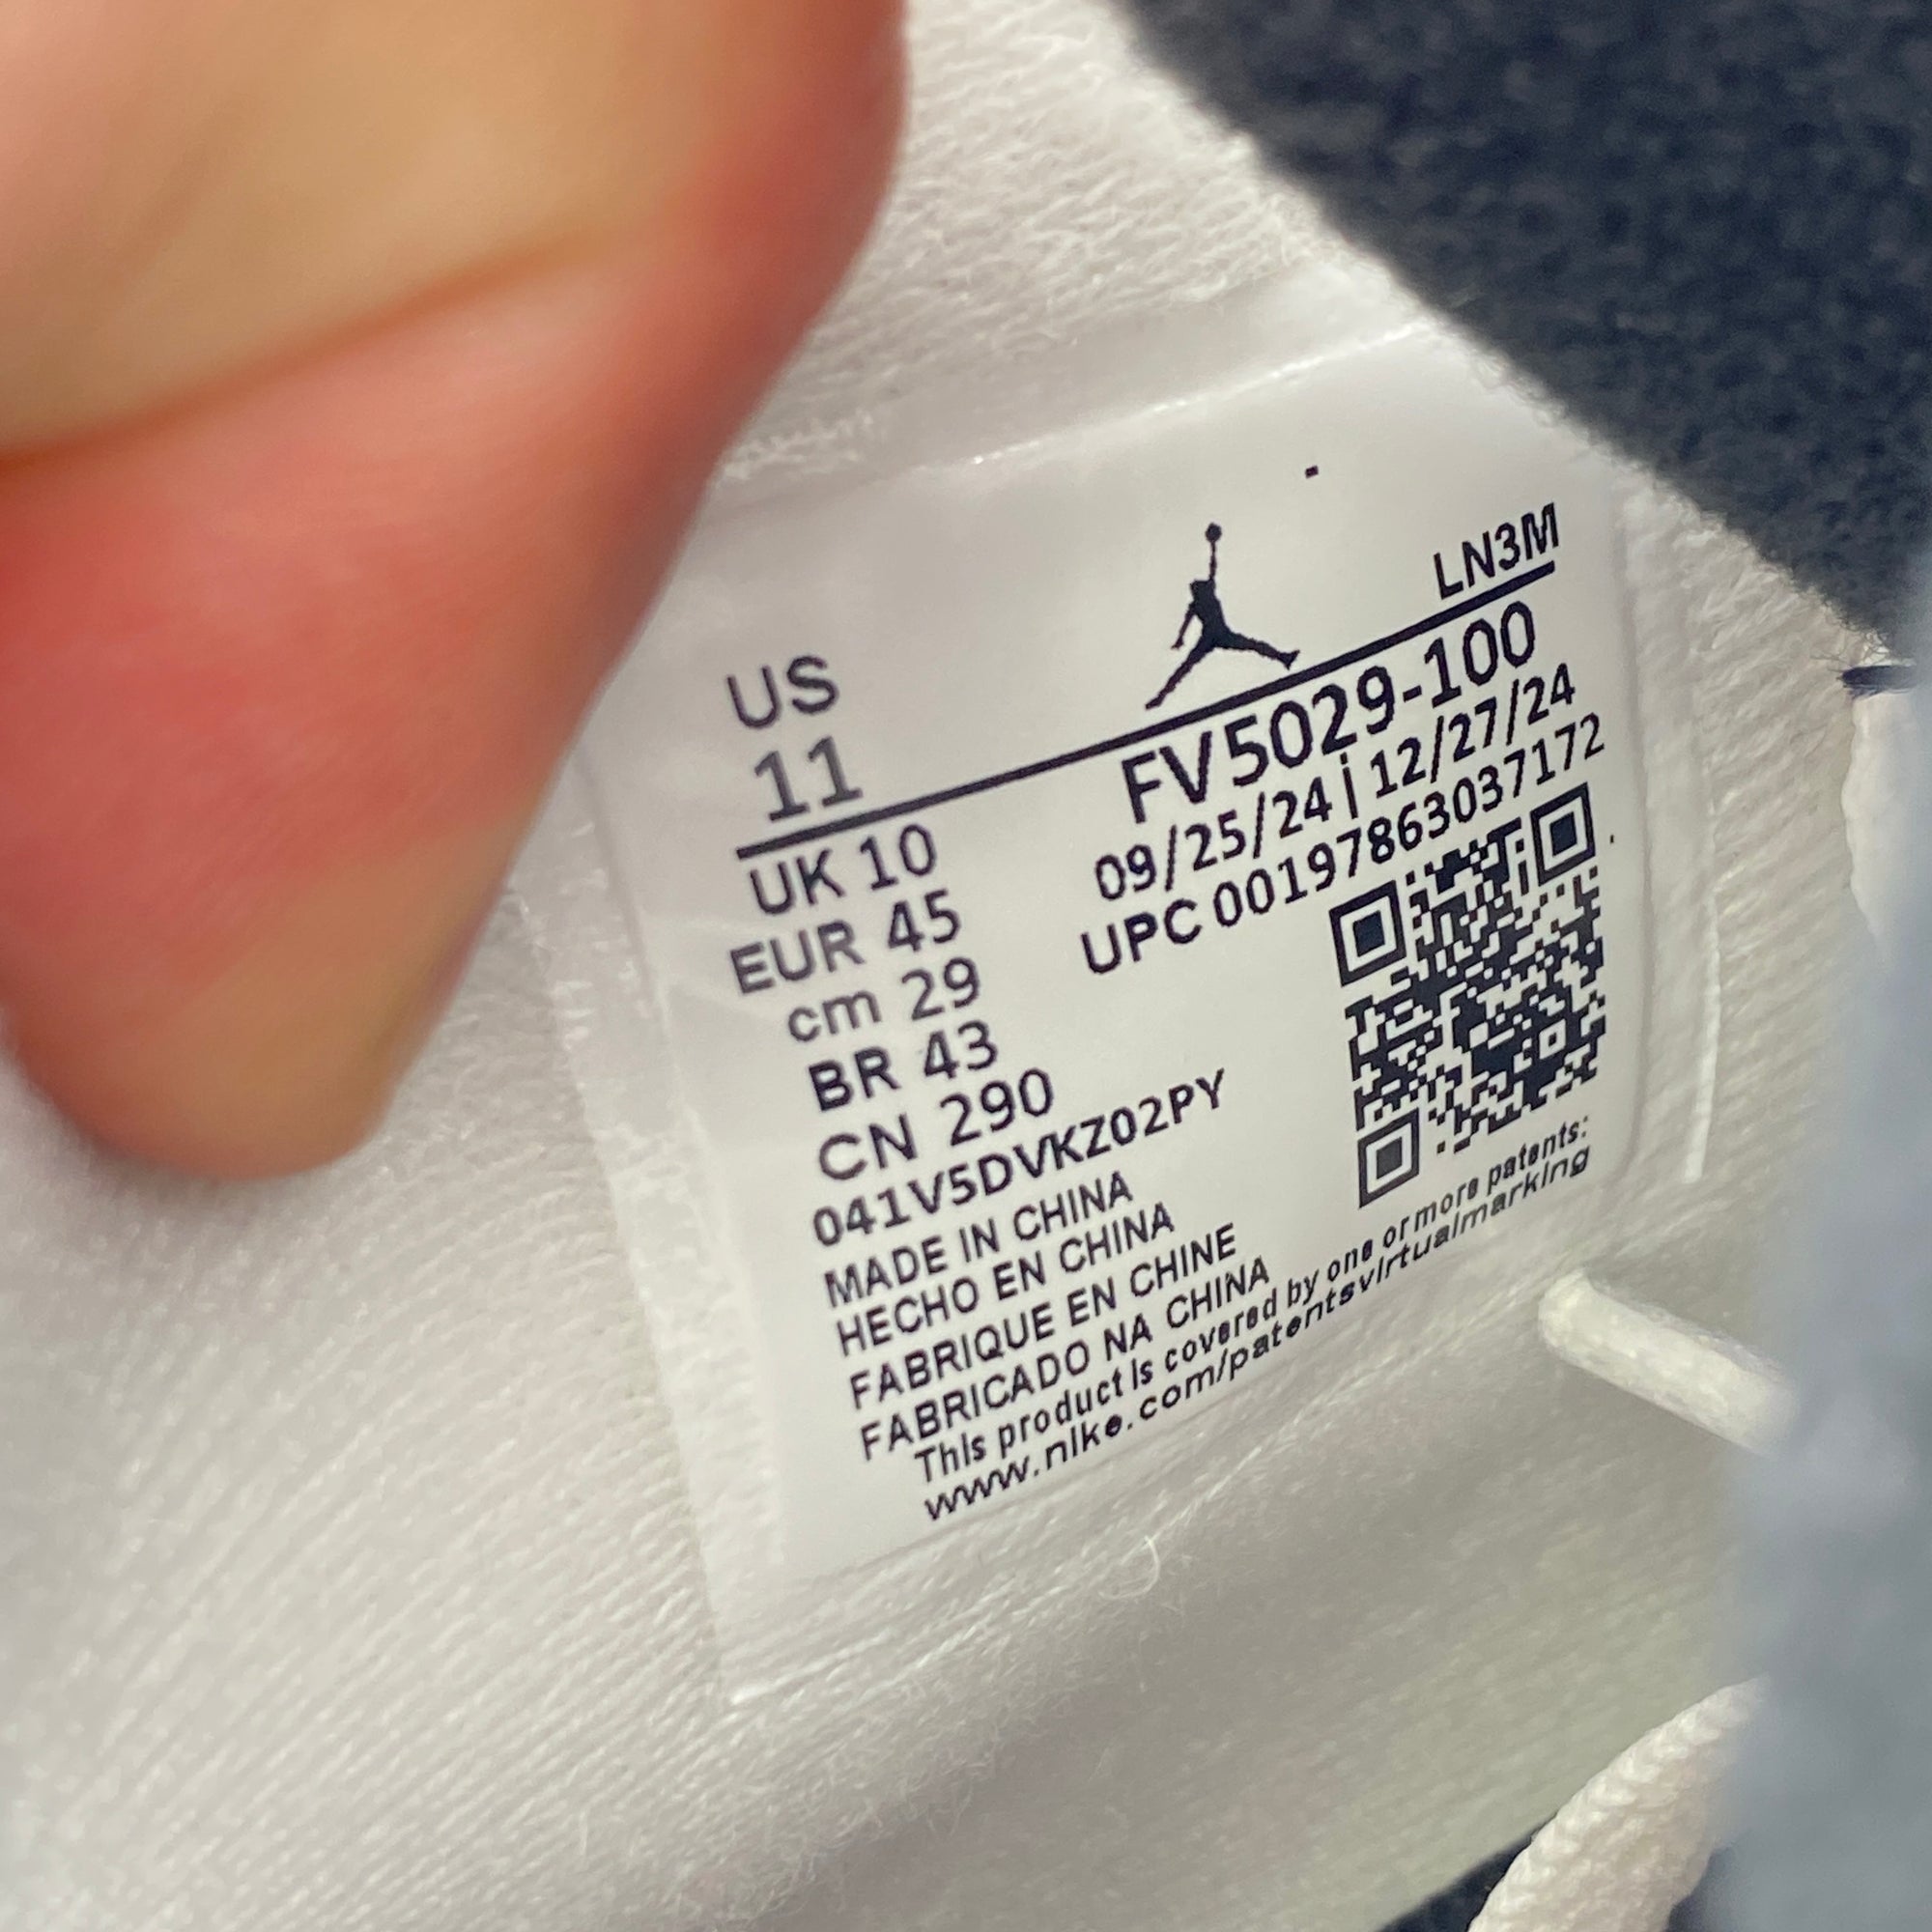 LN3M
US
11
FV5029-100
09/25/24 | 12/27/24
UPC 00197863037172
UK 10
EUR 45
cm 29
BR 43
CN 290
041V5DVKZ02PY
MADE IN CHINA
HECHO EN CHINA
FABRIQUE EN CHINE
FABRICADO NA CHINA
This product is covered by one or more patents:
www.nike.com/patentsvirtualmarking